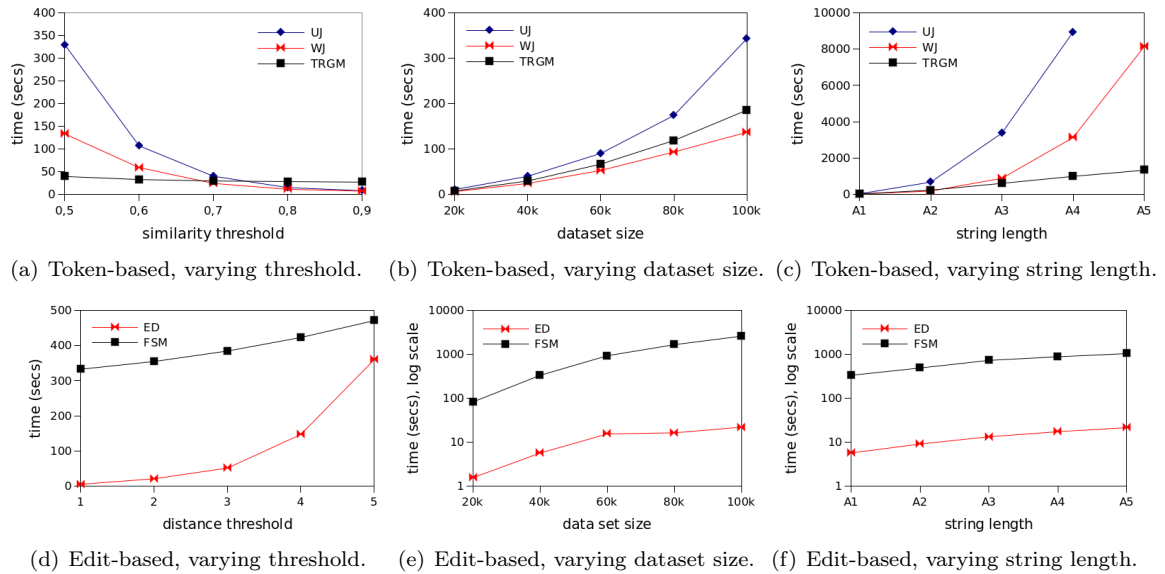 400
350
300
250
200
150
100
50
0
time (secs)
UJ
WJ
TRGM
0,5 0,6 0,7 0,8 0,9
similarity threshold
(a) Token-based, varying threshold.
400
300
200
100
0
time (secs)
UJ
WJ
TRGM
20k 40k 60k 80k 100k
dataset size
(b) Token-based, varying dataset size.
10000
8000
6000
4000
2000
0
time (secs)
UJ
WJ
TRGM
A1 A2 A3 A4 A5
string length
(c) Token-based, varying string length.
500
400
300
200
100
0
time (secs)
ED
FSM
1 2 3 4 5
distance threshold
(d) Edit-based, varying threshold.
10000
1000
100
10
1
time (secs), log scale
ED
FSM
20k 40k 60k 80k 100k
data set size
(e) Edit-based, varying dataset size.
10000
1000
100
10
1
time (secs), log scale
ED
FSM
A1 A2 A3 A4 A5
string length
(f) Edit-based, varying string length.